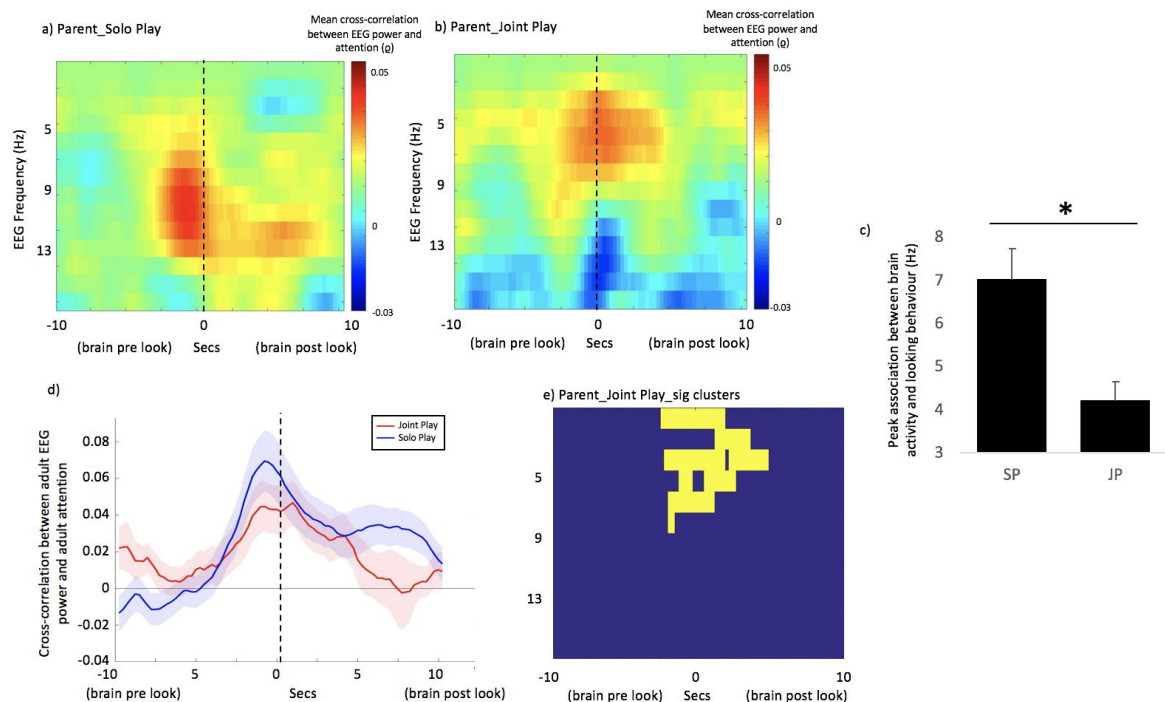 a) Parent_Solo Play
Mean cross-correlation
between EEG power and
attention (ϱ)
0.05
0
-0.03
EEG Frequency (Hz)
5
9
13
-10
0
10
(brain pre look)
Secs
(brain post look)
b) Parent_Joint Play
Mean cross-correlation
between EEG power and
attention (ϱ)
0.05
0
-0.03
EEG Frequency (Hz)
5
9
13
-10
0
10
(brain pre look)
Secs
(brain post look)
c)
*
Peak association between brain
activity and looking behaviour (Hz)
8
7
6
5
4
3
SP
JP
d)
Joint Play
Solo Play
Cross-correlation between adult EEG
power and adult attention
0.08
0.06
0.04
0.02
0
-0.02
-0.04
-10
5
0
5
10
(brain pre look)
Secs
(brain post look)
e) Parent_Joint Play_sig clusters
5
9
13
-10
0
10
(brain pre look)
Secs
(brain post look)